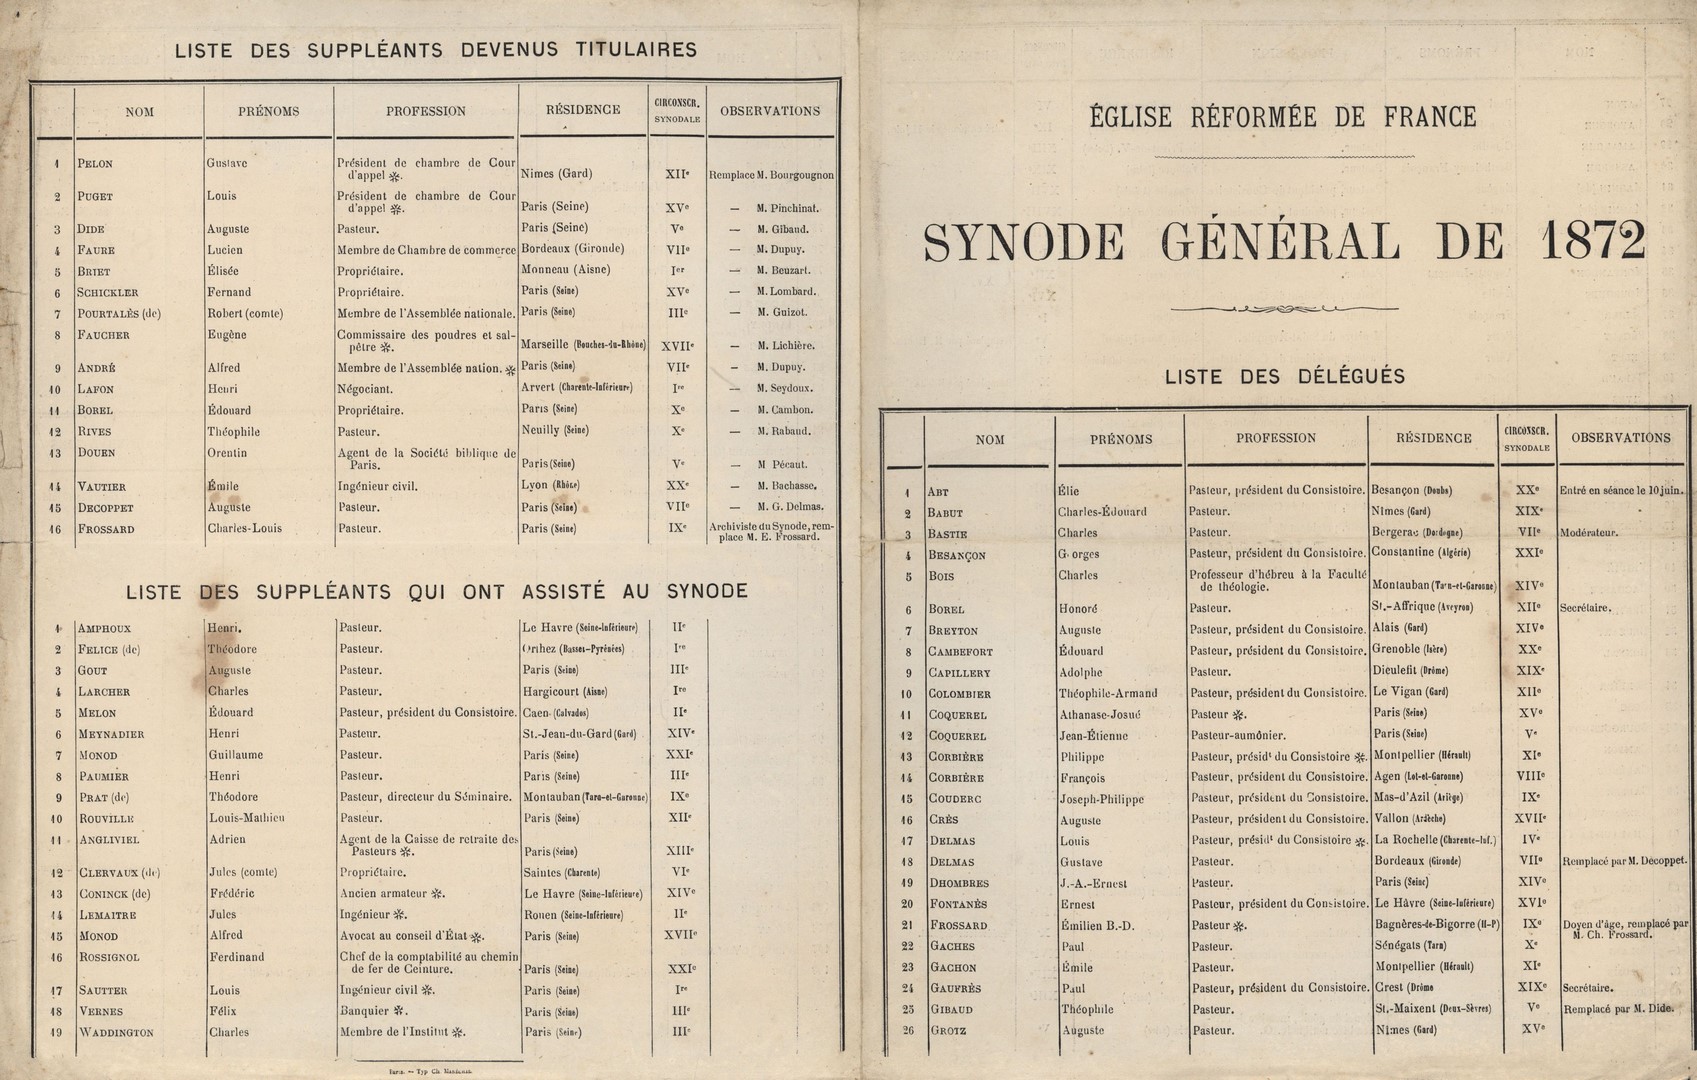 LISTE DES SUPPLÉANTS DEVENUS TITULAIRES
NOM PRÉNOMS PROFESSION RÉSIDENCE CIRCONSCR. SYNODALE OBSERVATIONS
1 PELON Gustave Président de chambre de Cour d'appel ✼. Nimes (Gard) XIIe Remplace M. Bourgougnon
2 PUGET Louis Président de chambre de Cour d'appel ✼. Paris (Seine) XVe — M. Pinchinat.
3 DIDE Auguste Pasteur. Paris (Seine) Ve — M. Gibaud.
4 FAURE Lucien Membre de Chambre de commerce Bordeaux (Gironde) VIIe — M. Dupuy.
5 BRIET Élisée Propriétaire. Monneau (Aisne) Ier — M. Beuzart.
6 SCHICKLER Fernand Propriétaire. Paris (Seine) XVe — M. Lombard.
7 POURTALÈS (de) Robert (comte) Membre de l'Assemblée nationale. Paris (Seine) IIIe — M. Guizot.
8 FAUCHER Eugène Commissaire des poudres et salpêtre ✼. Marseille (Bouches-du-Rhône) XVIIe — M. Lichière.
9 ANDRÉ Alfred Membre de l'Assemblée nation. ✼ Paris (Seine) VIIe — M. Dupuy.
10 LAFON Henri Négociant. Arvert (Charente-Inférieure) Ire — M. Seydoux.
11 BOREL Édouard Propriétaire. Paris (Seine) Xe — M. Cambon.
12 RIVES Théophile Pasteur. Neuilly (Seine) Xe — M. Rabaud.
13 DOUEN Orentin Agent de la Société biblique de Paris. Paris (Seine) Ve — M Pécaut.
14 VAUTIER Émile Ingénieur civil. Lyon (Rhône) XXe — M. Bachasse.
15 DECOPPET Auguste Pasteur. Paris (Seine) VIIe — M. G. Delmas.
16 FROSSARD Charles-Louis Pasteur. Paris (Seine) IXe Archiviste du Synode, remplace M. E. Frossard.
LISTE DES SUPPLÉANTS QUI ONT ASSISTÉ AU SYNODE
1 AMPHOUX Henri. Pasteur. Le Havre (Seine-Inférieure) IIe
2 FELICE (de) Théodore Pasteur. Orthez (Basses-Pyrénées) Ire
3 GOUT Auguste Pasteur. Paris (Seine) IIIe
4 LARCHER Charles Pasteur. Hargicourt (Aisne) Ire
5 MELON Édouard Pasteur, président du Consistoire. Caen (Calvados) IIe
6 MEYNADIER Henri Pasteur. St.-Jean-du-Gard (Gard) XIVe
7 MONOD Guillaume Pasteur. Paris (Seine) XXIe
8 PAUMIER Henri Pasteur. Paris (Seine) IIIe
9 PRAT (de) Théodore Pasteur, directeur du Séminaire. Montauban (Tarn-et-Garonne) IXe
10 ROUVILLE Louis-Mathieu Pasteur. Paris (Seine) XIIe
11 ANGLIVIEL Adrien Agent de la Caisse de retraite des Pasteurs ✼. Paris (Seine) XIIIe
12 CLERVAUX (de) Jules (comte) Propriétaire. Saintes (Charente) VIe
13 CONINCK (de) Frédéric Ancien armateur ✼. Le Havre (Seine-Inférieure) XIVe
14 LEMAITRE Jules Ingénieur ✼. Rouen (Seine-Inférieure) IIe
15 MONOD Alfred Avocat au conseil d'État ✼. Paris (Seine) XVIIe
16 ROSSIGNOL Ferdinand Chef de la comptabilité au chemin de fer de Ceinture. Paris (Seine) XXIe
17 SAUTTER Louis Ingénieur civil ✼. Paris (Seine) Ire
18 VERNES Félix Banquier ✼. Paris (Seine) IIIe
19 WADDINGTON Charles Membre de l'Institut ✼. Paris (Seine) IIIe
Paris. — Typ Ch.
ÉGLISE RÉFORMÉE DE FRANCE
SYNODE GÉNÉRAL DE 1872
LISTE DES DÉLÉGUÉS
NOM PRÉNOMS PROFESSION RÉSIDENCE CIRCONSCR. SYNODALE OBSERVATIONS
1 ABT Élie Pasteur, président du Consistoire. Besançon (Doubs) XXe Entré en séance le 10 juin.
2 BABUT Charles-Édouard Pasteur. Nîmes (Gard) XIXe
3 BASTIE Charles Pasteur. Bergerac (Dordogne) VIIe Modérateur.
4 BESANÇON Georges Pasteur, président du Consistoire. Constantine (Algérie) XXIe
5 BOIS Charles Professeur d'hébreu à la Faculté de théologie. Montauban (Tarn-et-Garonne) XIVe
6 BOREL Honoré Pasteur. St.-Affrique (Aveyron) XIIe Secrétaire.
7 BREYTON Auguste Pasteur, président du Consistoire. Alais (Gard) XIVe
8 CAMBEFORT Édouard Pasteur, président du Consistoire. Grenoble (Isère) XXe
9 CAPILLERY Adolphe Pasteur. Dieulefit (Drôme) XIXe
10 COLOMBIER Théophile-Armand Pasteur, président du Consistoire. Le Vigan (Gard) XIIe
11 COQUEREL Athanase-Josué Pasteur ✼. Paris (Seine) XVe
12 COQUEREL Jean-Étienne Pasteur-aumônier. Paris (Seine) Ve
13 CORBIÈRE Philippe Pasteur, présidt du Consistoire ✼. Montpellier (Hérault) XIe
14 CORBIÈRE François Pasteur, président du Consistoire. Agen (Lot-et-Garonne) VIIIe
15 COUDERC Joseph-Philippe Pasteur, président du Consistoire. Mas-d'Azil (Ariège) IXe
16 CRÈS Auguste Pasteur, président du Consistoire. Vallon (Ardèche) XVIIe
17 DELMAS Louis Pasteur, présidt du Consistoire ✼. La Rochelle (Charente-Inf.) IVe
18 DELMAS Gustave Pasteur. Bordeaux (Gironde) VIIe Remplacé par M. Decoppet.
19 DHOMBRES J.-A.-Ernest Pasteur. Paris (Seine) XIVe
20 FONTANÈS Ernest Pasteur, président du Consistoire. Le Hâvre (Seine-Inférieure) XVIe
21 FROSSARD Émilien B.-D. Pasteur ✼. Bagnères-de-Bigorre (H-P) IXe Doyen d'âge, remplacé par M. Ch. Frossard.
22 GACHES Paul Pasteur. Sénégats (Tarn) Xe
23 GACHON Émile Pasteur. Montpellier (Hérault) XIe
24 GAUFRÈS Paul Pasteur, président du Consistoire. Crest (Drôme XIXe Secrétaire.
25 GIBAUD Théophile Pasteur. St.-Maixent (Deux-Sèvres) Ve Remplacé par M. Dide.
26 GROTZ Auguste Pasteur. Nîmes (Gard) XVe